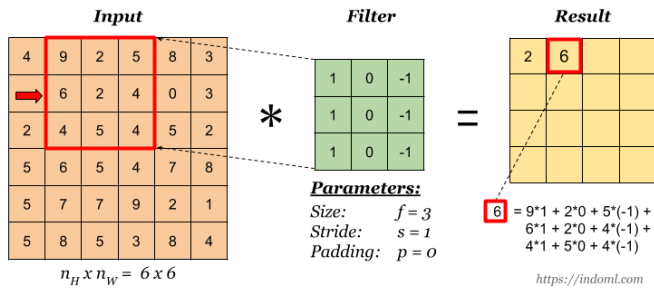 Input Filter Result
4 9 2 5 8 3
6 2 4 0 3
2 4 5 4 5 2
5 6 5 4 7 8
5 7 7 9 2 1
5 8 5 3 8 4
n_H x n_W = 6 x 6
*
1 0 -1
1 0 -1
1 0 -1
Parameters:
Size: f = 3
Stride: s = 1
Padding: p = 0
=
2 6
6 = 9*1 + 2*0 + 5*(-1) +
6*1 + 2*0 + 4*(-1) +
4*1 + 5*0 + 4*(-1)
https://indoml.com